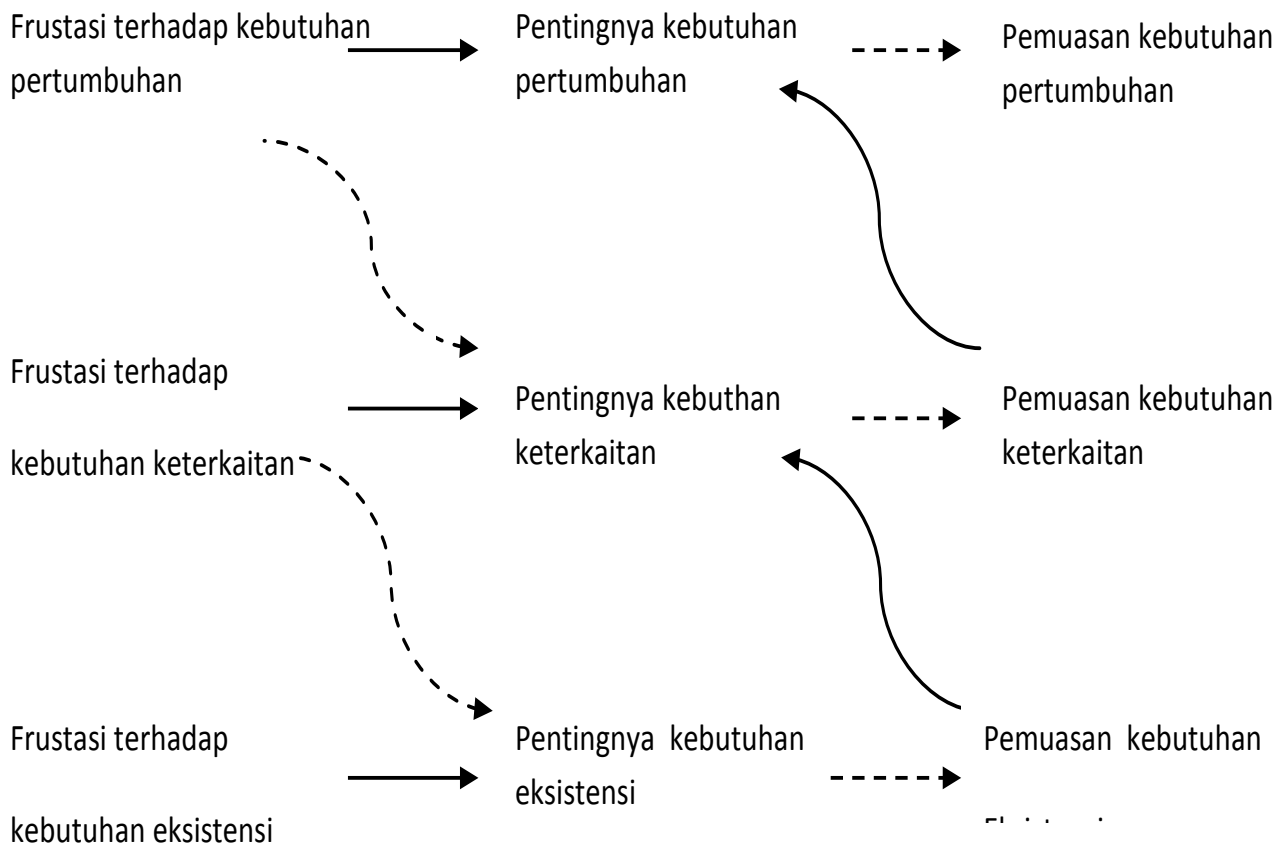 Frustasi terhadap kebutuhan
pertumbuhan
Pentingnya kebutuhan
pertumbuhan
Pemuasan kebutuhan
pertumbuhan
Frustasi terhadap
kebutuhan keterkaitan
Pentingnya kebuthan
keterkaitan
Pemuasan kebutuhan
keterkaitan
Frustasi terhadap
kebutuhan eksistensi
Pentingnya kebutuhan
eksistensi
Pemuasan kebutuhan